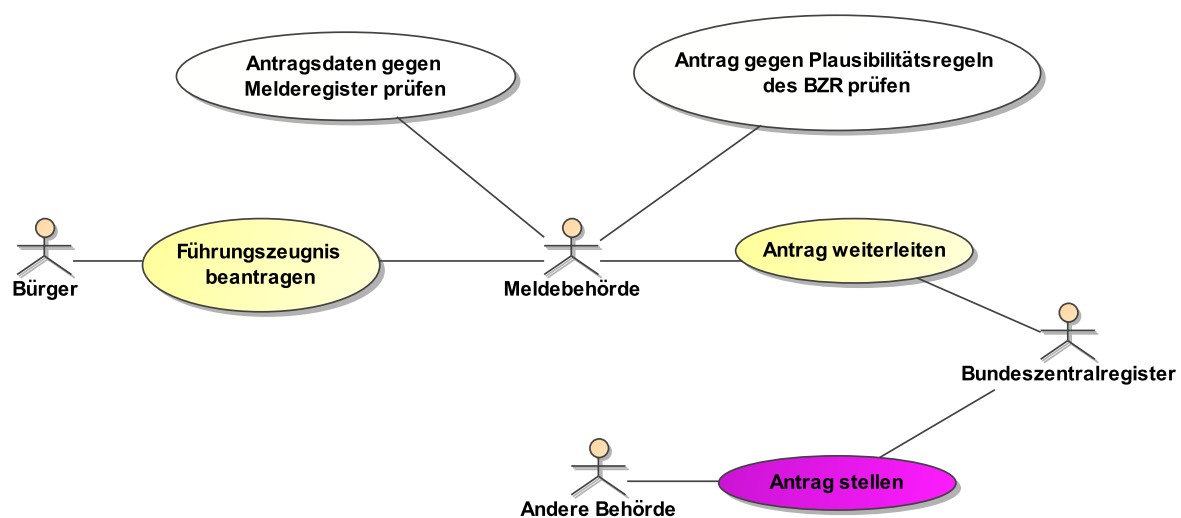 Antragsdaten gegen
Melderegister prüfen
Antrag gegen Plausibilitätsregeln
des BZR prüfen
Führungszeugnis
beantragen
Antrag weiterleiten
Bürger
Meldebehörde
Bundeszentralregister
Antrag stellen
Andere Behörde